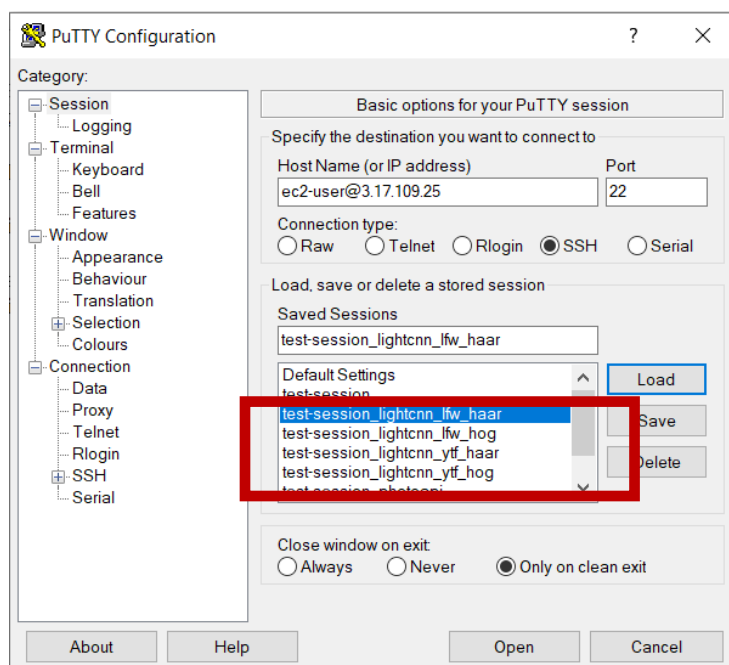 PuTTY Configuration
?
Category:
Session
Logging
Terminal
Keyboard
Bell
Features
Window
Appearance
Behaviour
Translation
Selection
Colours
Connection
Data
Proxy
Telnet
Rlogin
SSH
Serial
Basic options for your PuTTY session
Specify the destination you want to connect to
Host Name (or IP address) Port
ec2-user@3.17.109.25 22
Connection type:
Raw Telnet Rlogin SSH Serial
Load, save or delete a stored session
Saved Sessions
test-session_lightcnn_lfw_haar
Default Settings
test-session
test-session_lightcnn_lfw_haar
test-session_lightcnn_lfw_hog
test-session_lightcnn_ytf_haar
test-session_lightcnn_ytf_hog
Load
Save
Delete
Close window on exit:
Always Never Only on clean exit
About Help Open Cancel